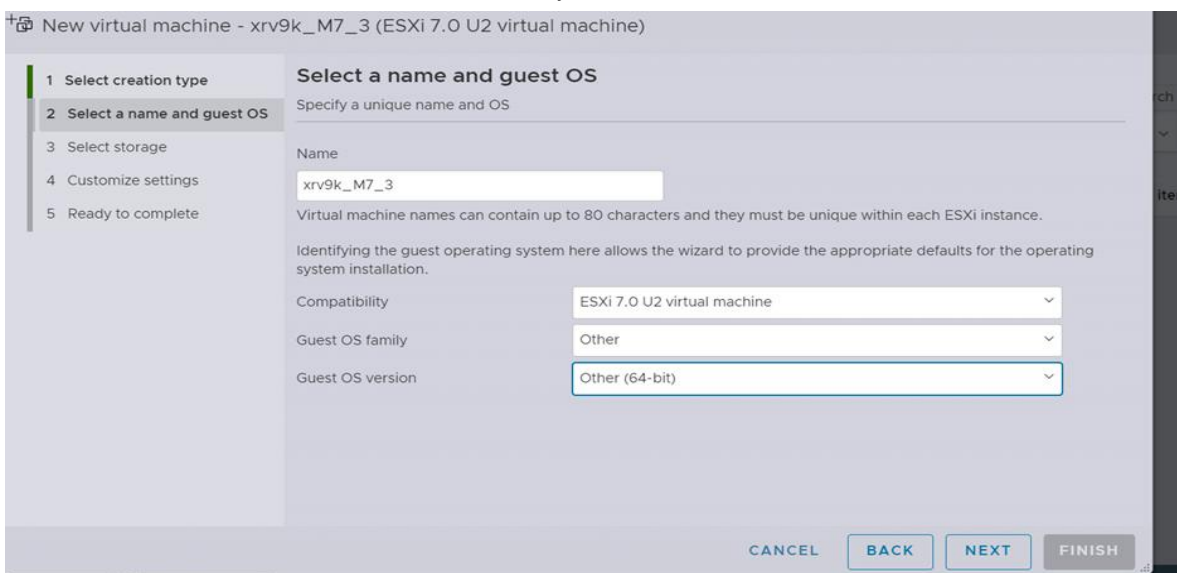 New virtual machine - xrv9k_M7_3 (ESXi 7.0 U2 virtual machine)
1 Select creation type
2 Select a name and guest OS
3 Select storage
4 Customize settings
5 Ready to complete
Select a name and guest OS
Specify a unique name and OS
Name
xrv9k_M7_3
Virtual machine names can contain up to 80 characters and they must be unique within each ESXi instance.
Identifying the guest operating system here allows the wizard to provide the appropriate defaults for the operating
system installation.
Compatibility
ESXi 7.0 U2 virtual machine
Guest OS family
Other
Guest OS version
Other (64-bit)
CANCEL
BACK
NEXT
FINISH